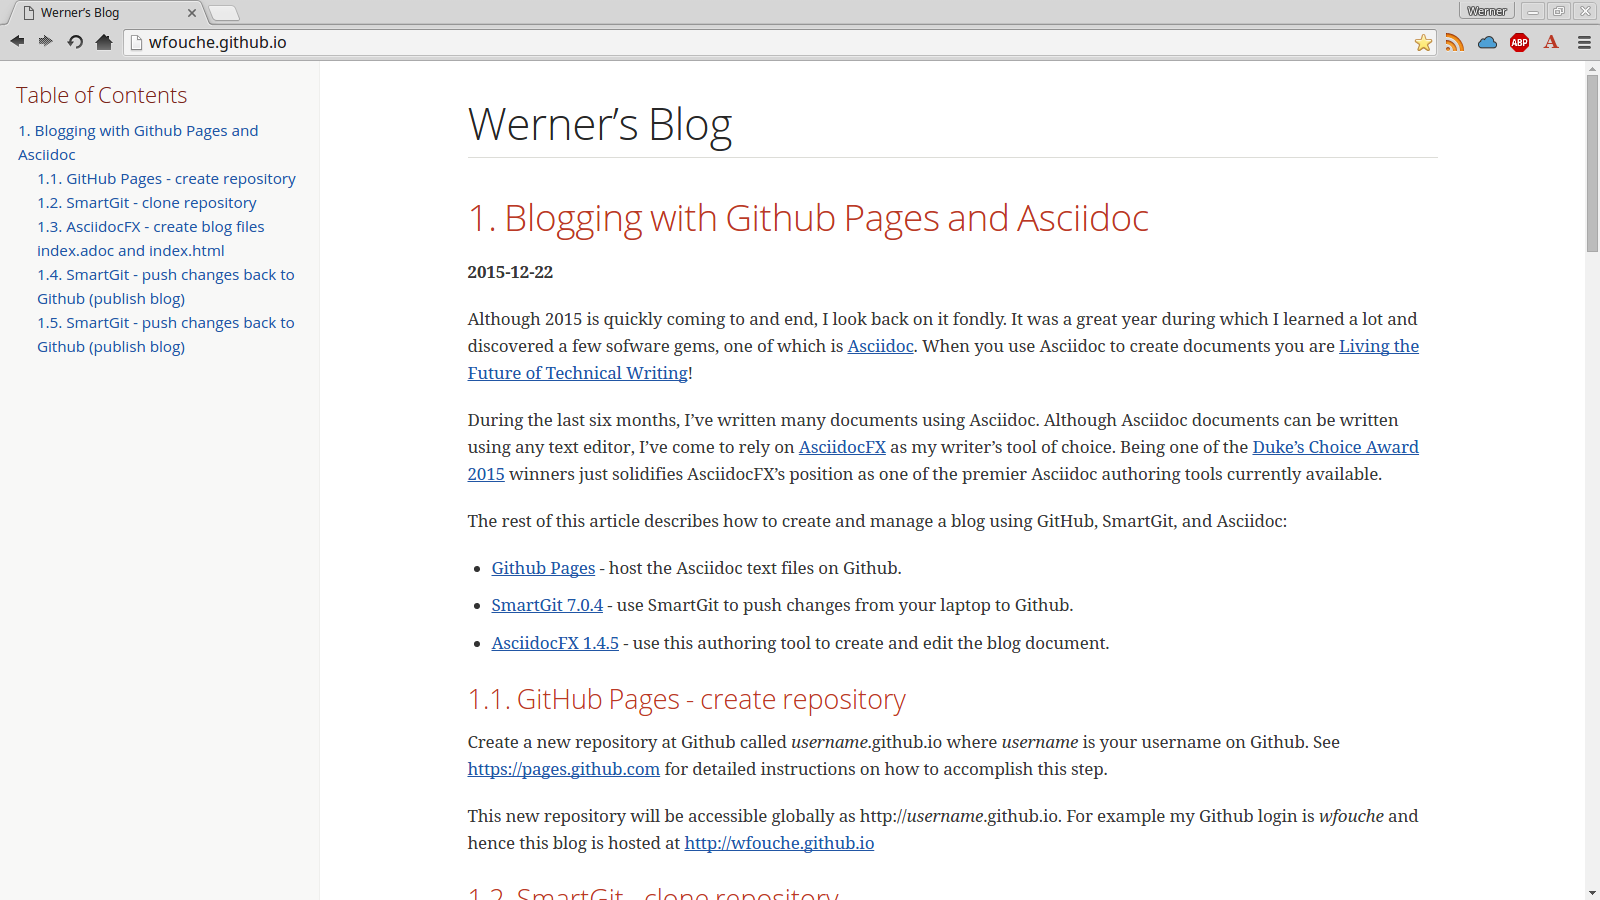 Werner’s Blog
Werner
wfouche.github.io
ABP
A
Table of Contents
1. Blogging with Github Pages and
Asciidoc
1.1. GitHub Pages - create repository
1.2. SmartGit - clone repository
1.3. AsciidocFX - create blog files
index.adoc and index.html
1.4. SmartGit - push changes back to
Github (publish blog)
1.5. SmartGit - push changes back to
Github (publish blog)
Werner’s Blog
1. Blogging with Github Pages and Asciidoc
2015-12-22
Although 2015 is quickly coming to and end, I look back on it fondly. It was a great year during which I learned a lot and
discovered a few sofware gems, one of which is Asciidoc. When you use Asciidoc to create documents you are Living the
Future of Technical Writing!
During the last six months, I’ve written many documents using Asciidoc. Although Asciidoc documents can be written
using any text editor, I’ve come to rely on AsciidocFX as my writer’s tool of choice. Being one of the Duke’s Choice Award
2015 winners just solidifies AsciidocFX’s position as one of the premier Asciidoc authoring tools currently available.
The rest of this article describes how to create and manage a blog using GitHub, SmartGit, and Asciidoc:
• Github Pages - host the Asciidoc text files on Github.
• SmartGit 7.0.4 - use SmartGit to push changes from your laptop to Github.
• AsciidocFX 1.4.5 - use this authoring tool to create and edit the blog document.
1.1. GitHub Pages - create repository
Create a new repository at Github called username.github.io where username is your username on Github. See
https://pages.github.com for detailed instructions on how to accomplish this step.
This new repository will be accessible globally as http://username.github.io. For example my Github login is wfouche and
hence this blog is hosted at http://wfouche.github.io
1.2. SmartGit - clone repository